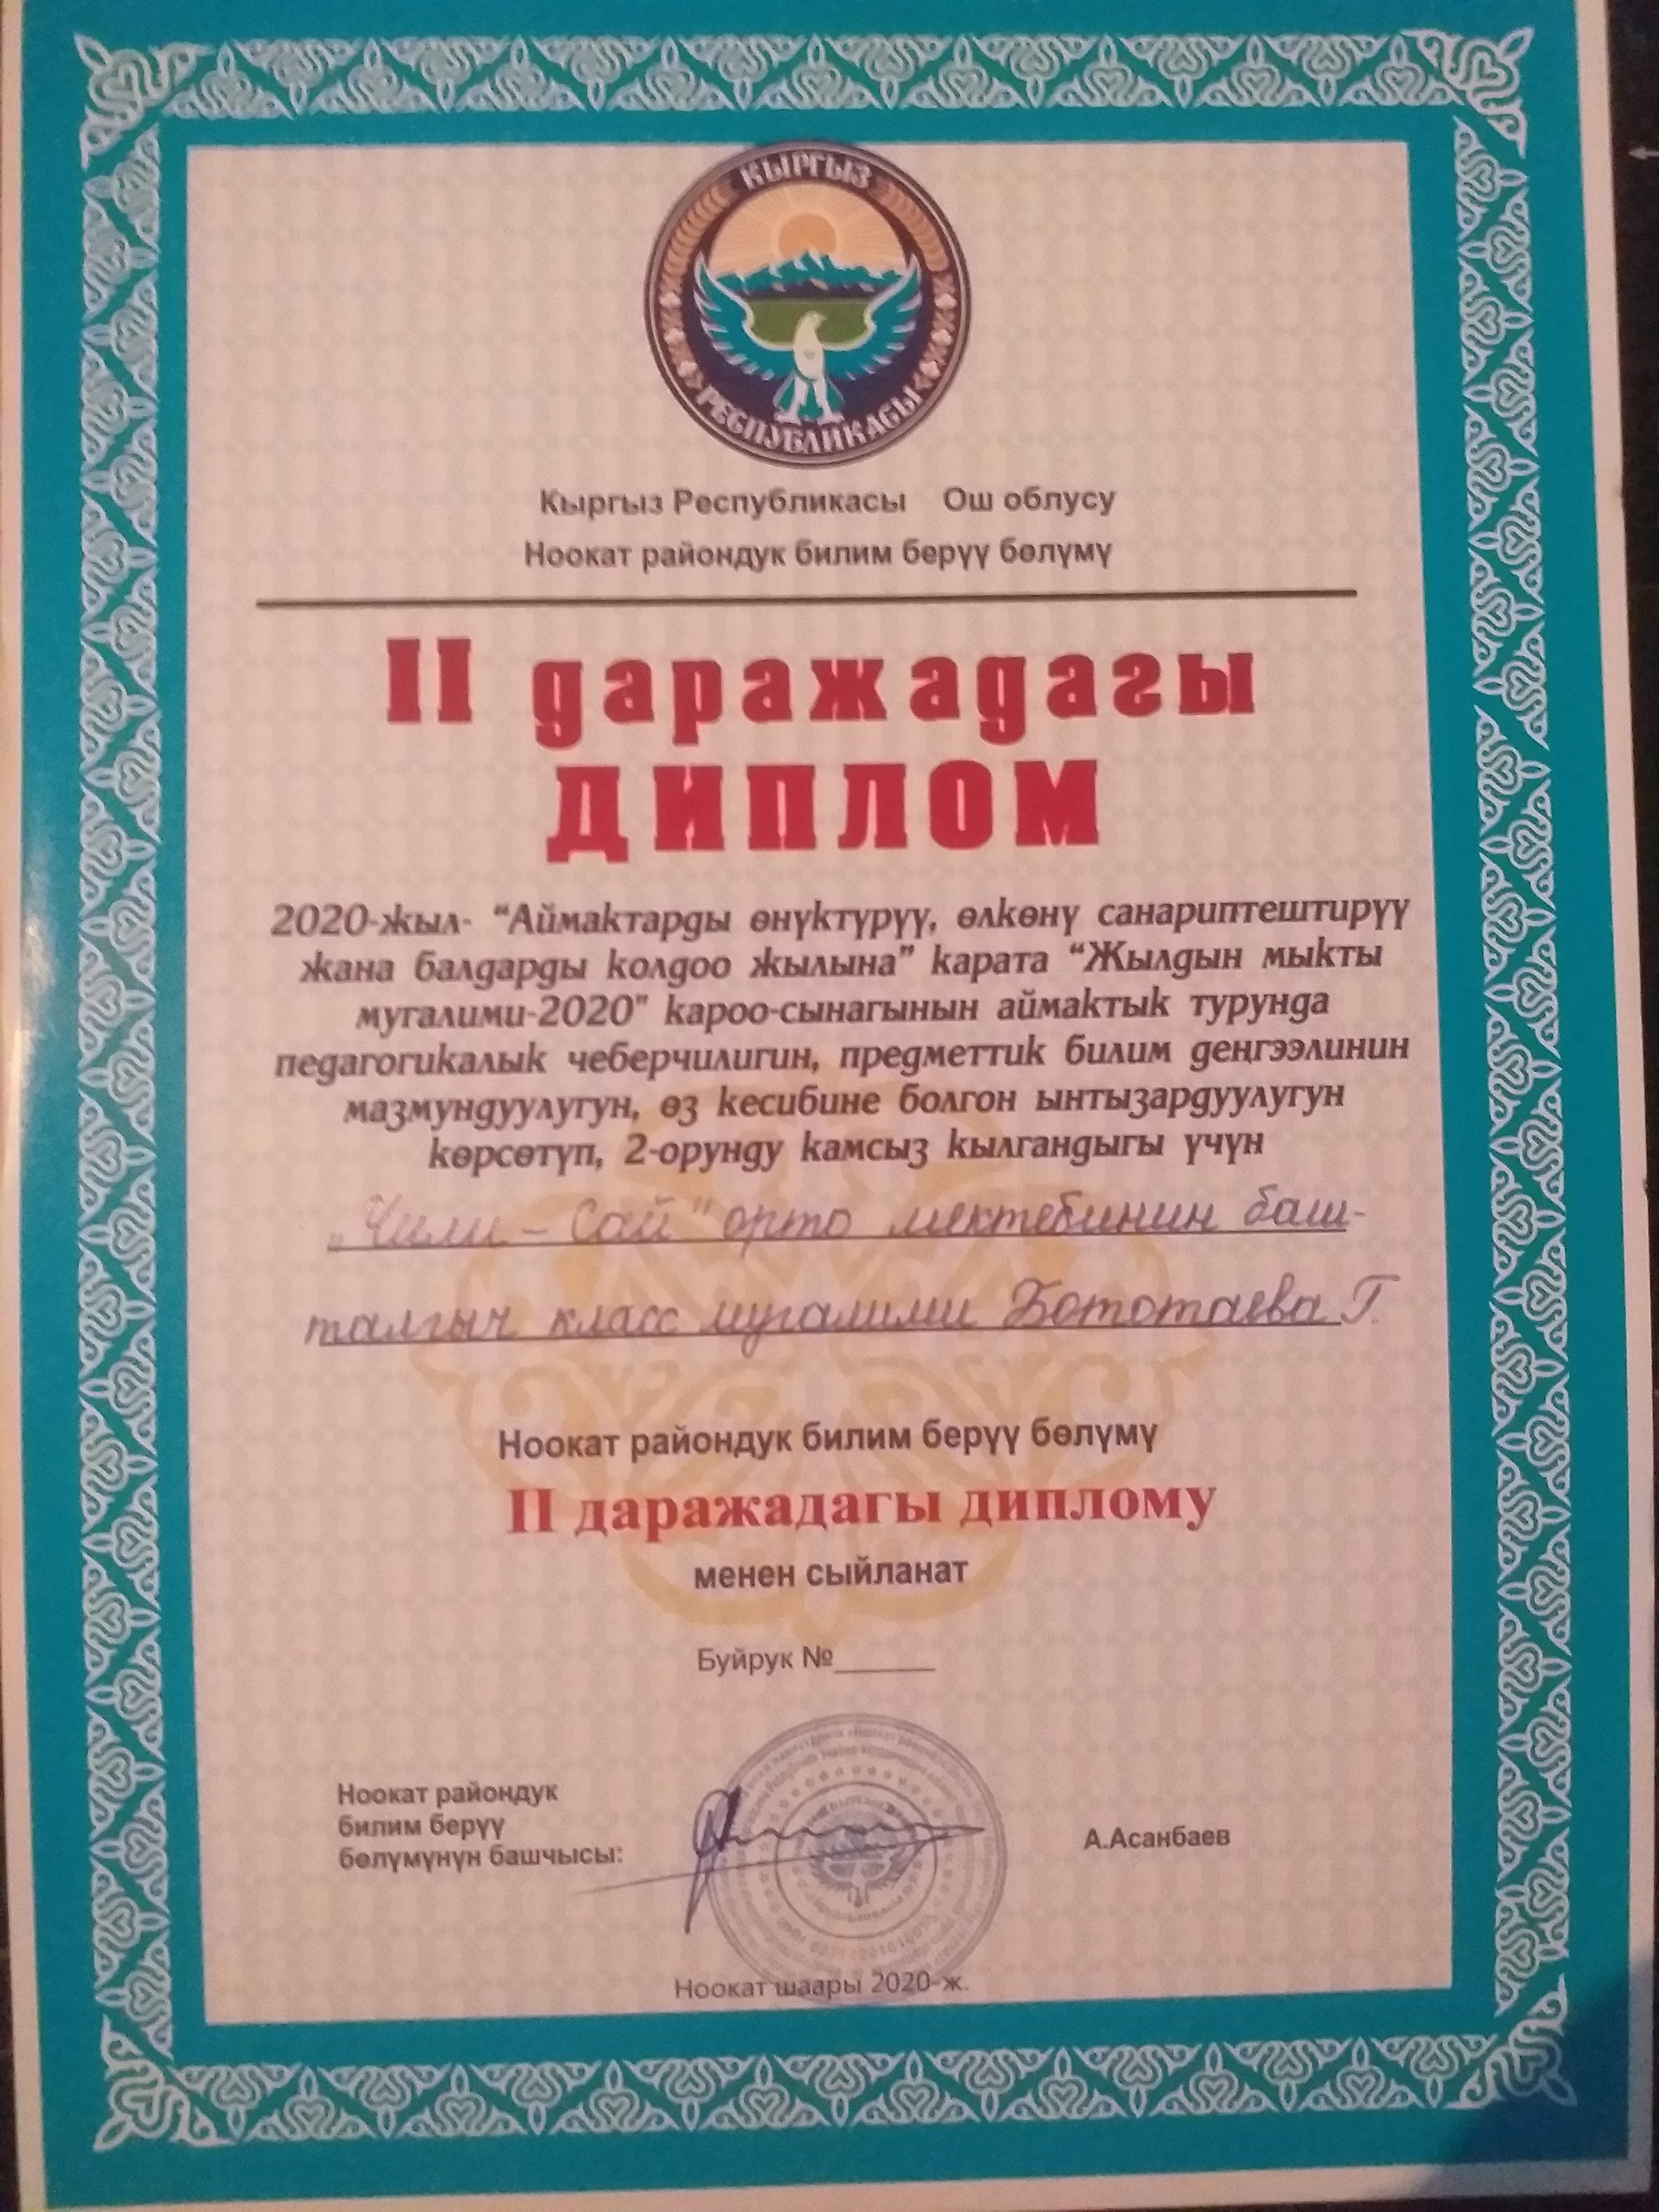 КЫРГЫЗ
РЕСПУБЛИКАСЫ
Кыргыз Республикасы Ош облусу
Ноокат райондук билим берүү бөлүмү
II даражадагы
ДИПЛОМ
2020-жыл- “Аймактарды өнүктүрүү, өлкөнү санариптештирүү
жана балдарды колдоо жылына” карата “Жылдын мыкты
мугалими-2020" кароо-сынагынын аймактык турунда
педагогикалык чеберчилигин, предметтик билим деңгээлинин
мазмундуулугун, өз кесибине болгон ынтызардуулугун
көрсөтүп, 2-орунду камсыз кылгандыгы үчүн
„Чили - Сай" орто мектебинин баш-
талгыч класс мугалими Бототаева Г.
Ноокат райондук билим берүү бөлүмү
II даражадагы диплому
менен сыйланат
Буйрук №______
Ноокат райондук
билим берүү
бөлүмүнүн башчысы:
А.Асанбаев
Ноокат шаары 2020-ж.